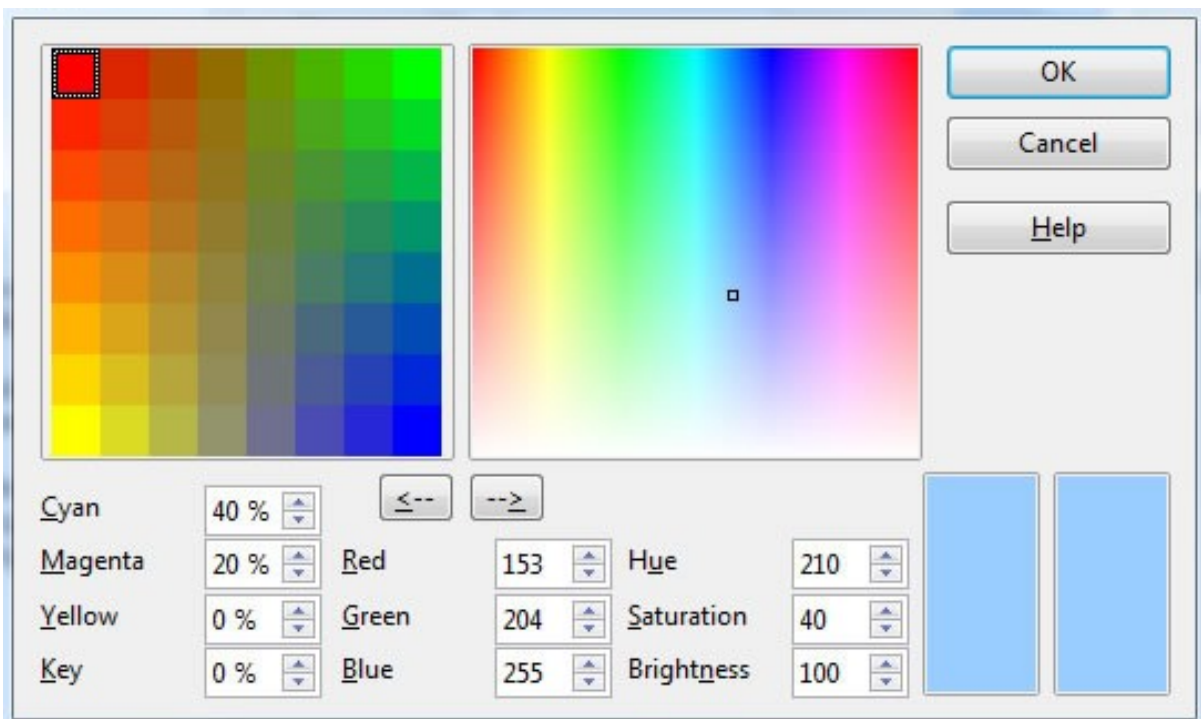 OK
Cancel
Help
<-- -->
Cyan 40 %
Magenta 20 % Red 153 Hue 210
Yellow 0 % Green 204 Saturation 40
Key 0 % Blue 255 Brightness 100